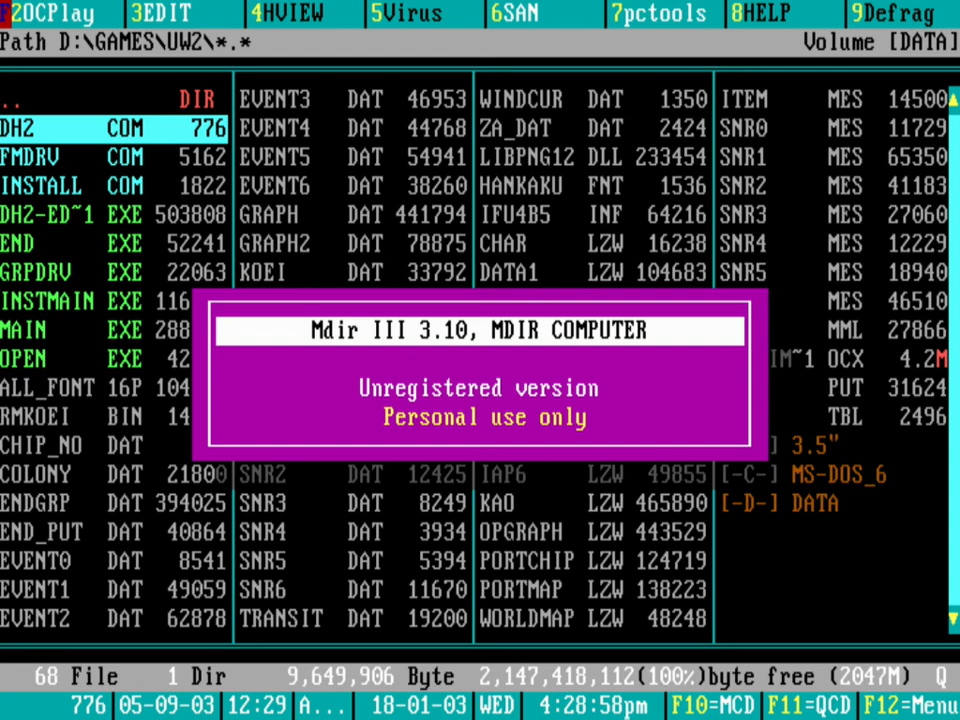 F2OCPlay 3EDIT 4HVIEW 5Virus 6SAN 7pctools 8HELP 9Defrag
Path D:\GAMES\UW2\*.* Volume [DATA]
.. DIR EVENT3 DAT 46953 WINDCUR DAT 1350 ITEM MES 14500
DH2 COM 776 EVENT4 DAT 44768 ZA_DAT DAT 2424 SNR0 MES 11729
FMDRV COM 5162 EVENT5 DAT 54941 LIBPNG12 DLL 233454 SNR1 MES 65350
INSTALL COM 1822 EVENT6 DAT 38260 HANKAKU FNT 1536 SNR2 MES 41183
DH2-ED~1 EXE 503808 GRAPH DAT 441794 IFU4B5 INF 64216 SNR3 MES 27060
END EXE 52241 GRAPH2 DAT 78875 CHAR LZW 16238 SNR4 MES 12229
GRPDRV EXE 22063 KOEI DAT 33792 DATA1 LZW 104683 SNR5 MES 18940
INSTMAIN EXE 116 MES 46510
MAIN EXE 288 Mdir III 3.10, MDIR COMPUTER MML 27866
OPEN EXE 42 IM~1 OCX 4.2M
ALL_FONT 16P 104 Unregistered version PUT 31624
RMKOEI BIN 14 Personal use only TBL 2496
CHIP_NO DAT ] 3.5"
COLONY DAT 21800 SNR2 DAT 12425 IAP6 LZW 49855 [-C-] MS-DOS_6
ENDGRP DAT 394025 SNR3 DAT 8249 KAO LZW 465890 [-D-] DATA
END_PUT DAT 40864 SNR4 DAT 3934 OPGRAPH LZW 443529
EVENT0 DAT 8541 SNR5 DAT 5394 PORTCHIP LZW 124719
EVENT1 DAT 49059 SNR6 DAT 11670 PORTMAP LZW 138223
EVENT2 DAT 62878 TRANSIT DAT 19200 WORLDMAP LZW 48248
68 File 1 Dir 9,649,906 Byte 2,147,418,112(100%)byte free (2047M) Q
776 05-09-03 12:29 A... 18-01-03 WED 4:28:58pm F10=MCD F11=QCD F12=Menu